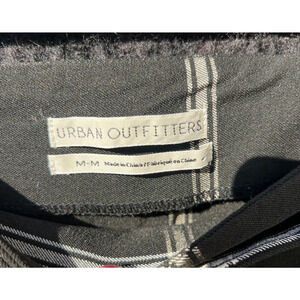 URBAN OUTFITTERS
M-M Made in China / Fabriqué en Chine